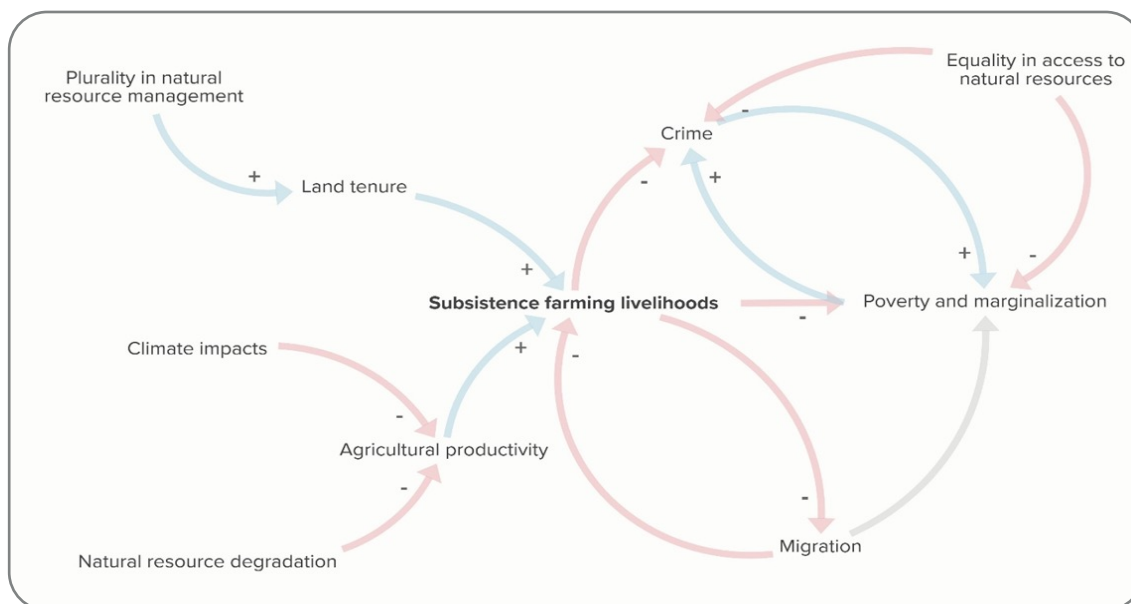 Plurality in natural
resource management
Equality in access to
natural resources
-
Crime
+
-
+
Land tenure
+
+
-
Subsistence farming livelihoods
-
Poverty and marginalization
Climate impacts
+
-
-
Agricultural productivity
-
-
Migration
Natural resource degradation